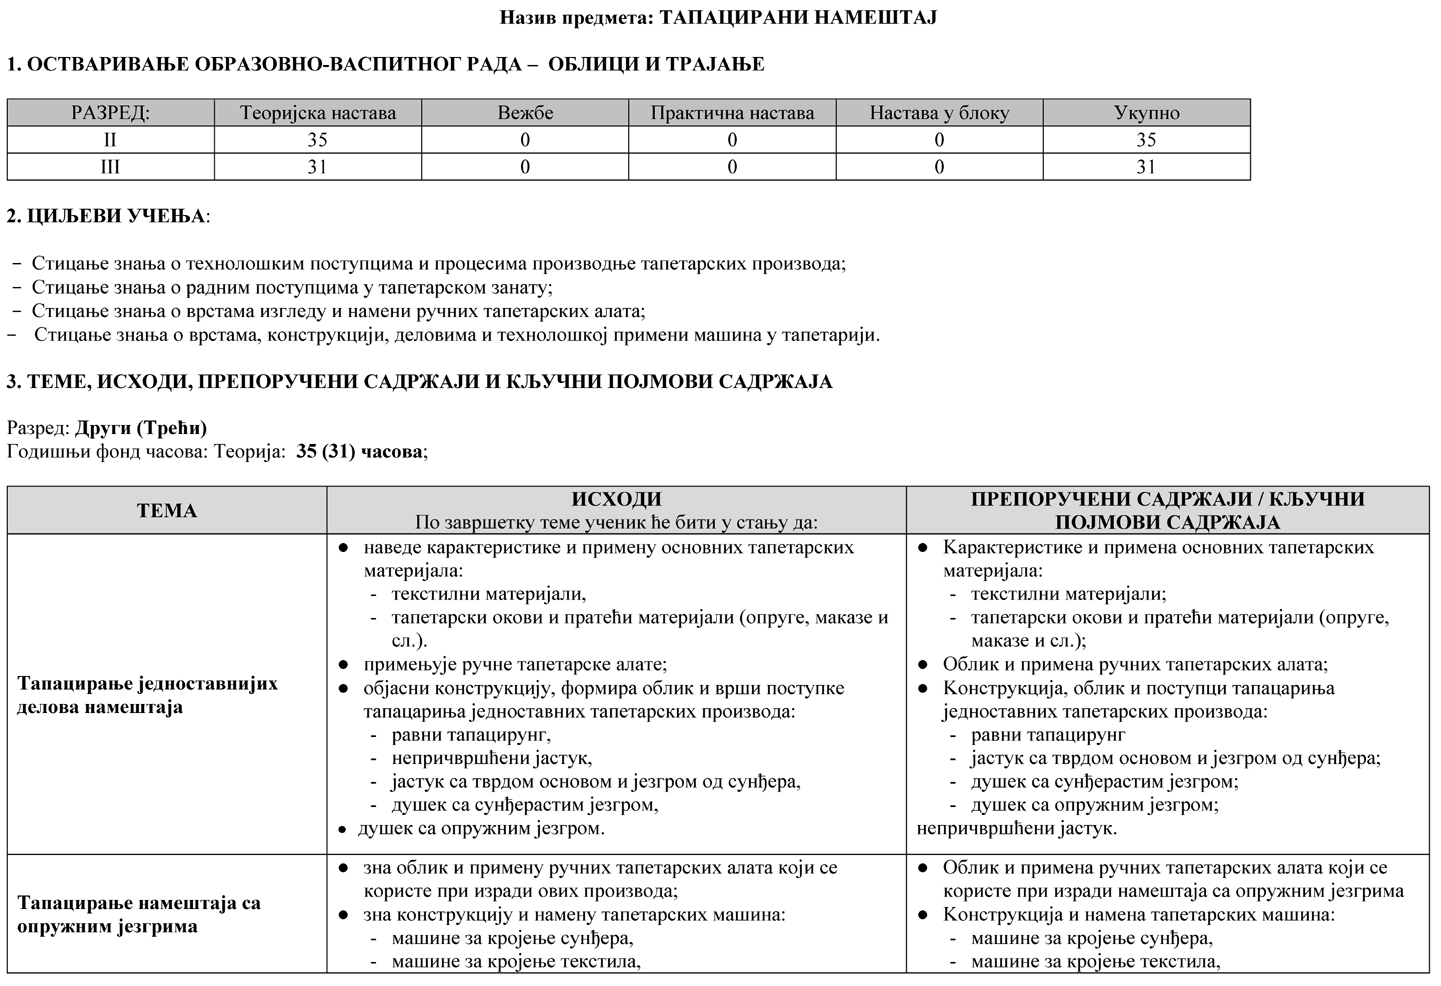 Назив предмета: ТАПАЦИРАНИ НАМЕШТАЈ
1. ОСТВАРИВАЊЕ ОБРАЗОВНО-ВАСПИТНОГ РАДА – ОБЛИЦИ И ТРАЈАЊЕ
РАЗРЕД: Теоријска настава Вежбе Практична настава Настава у блоку Укупно
II 35 0 0 0 35
III 31 0 0 0 31
2. ЦИЉЕВИ УЧЕЊА:
– Стицање знања о технолошким поступцима и процесима производње тапетарских производа;
– Стицање знања о радним поступцима у тапетарском занату;
– Стицање знања о врстама изгледу и намени ручних тапетарских алата;
– Стицање знања о врстама, конструкцији, деловима и технолошкој примени машина у тапетарији.
3. ТЕМЕ, ИСХОДИ, ПРЕПОРУЧЕНИ САДРЖАЈИ И КЉУЧНИ ПОЈМОВИ САДРЖАЈА
Разред: Други (Трећи)
Годишњи фонд часова: Теорија: 35 (31) часова;
ТЕМА
ИСХОДИ
По завршетку теме ученик ће бити у стању да:
ПРЕПОРУЧЕНИ САДРЖАЈИ / КЉУЧНИ
ПОЈМОВИ САДРЖАЈА
Тапацирање једноставнијих
делова намештаја
● наведе карактеристике и примену основних тапетарских
материјала:
- текстилни материјали,
- тапетарски окови и пратећи материјали (опруге, маказе и
сл.).
● примењује ручне тапетарске алате;
● објасни конструкцију, формира облик и врши поступке
тапацариња једноставних тапетарских производа:
- равни тапацирунг,
- непричвршћени јастук,
- јастук са тврдом основом и језгром од сунђера,
- душек са сунђерастим језгром,
● душек са опружним језгром.
● Карактеристике и примена основних тапетарских
материјала:
- текстилни материјали;
- тапетарски окови и пратећи материјали (опруге,
маказе и сл.);
● Облик и примена ручних тапетарских алата;
● Конструкција, облик и поступци тапацариња
једноставних тапетарских производа:
- равни тапацирунг
- јастук са тврдом основом и језгром од сунђера;
- душек са сунђерастим језгром;
- душек са опружним језгром;
непричвршћени јастук.
Тапацирање намештаја са
опружним језгрима
● зна облик и примену ручних тапетарских алата који се
користе при изради ових производа;
● зна конструкцију и намену тапетарских машина:
- машине за кројење сунђера,
- машине за кројење текстила,
● Облик и примена ручних тапетарских алата који се
користе при изради намештаја са опружним језгрима
● Конструкција и намена тапетарских машина:
- машине за кројење сунђера,
- машине за кројење текстила,